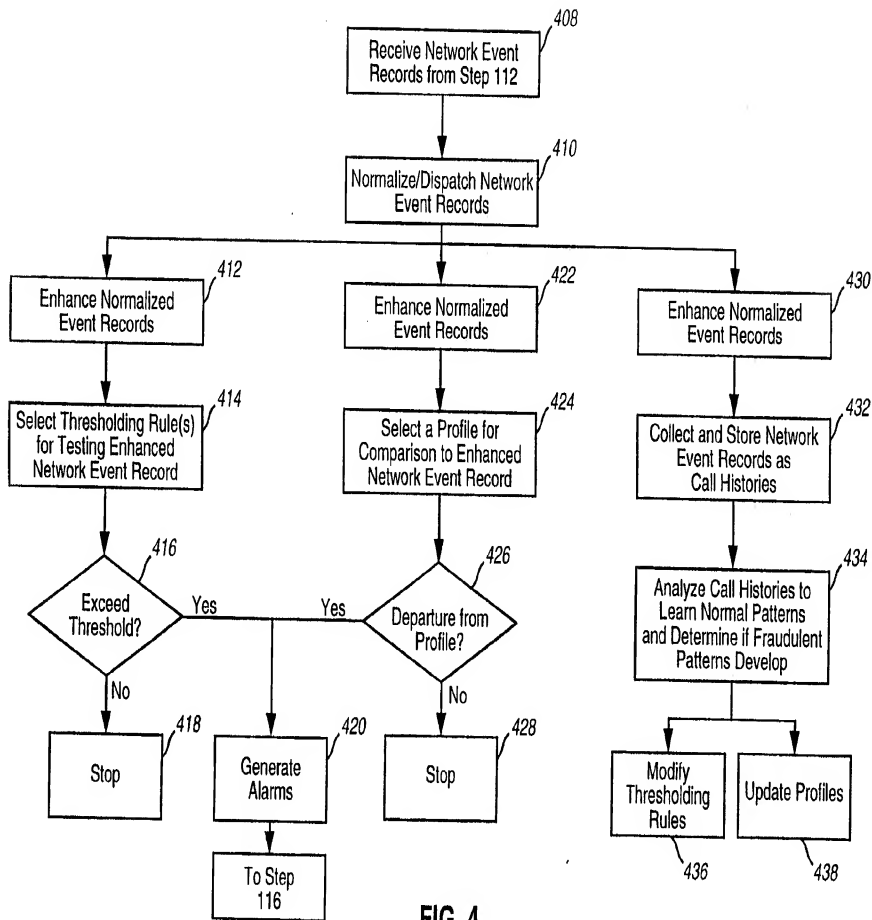 408
Receive Network Event
Records from Step 112
410
Normalize/Dispatch Network
Event Records
412
Enhance Normalized
Event Records
422
Enhance Normalized
Event Records
430
Enhance Normalized
Event Records
414
Select Thresholding Rule(s)
for Testing Enhanced
Network Event Record
424
Select a Profile for
Comparison to Enhanced
Network Event Record
432
Collect and Store Network
Event Records as
Call Histories
416
Exceed
Threshold?
Yes
No
426
Departure from
Profile?
Yes
No
434
Analyze Call Histories to
Learn Normal Patterns
and Determine if Fraudulent
Patterns Develop
418
Stop
420
Generate
Alarms
428
Stop
Modify
Thresholding
Rules
436
Update Profiles
438
To Step
116
FIG. 4